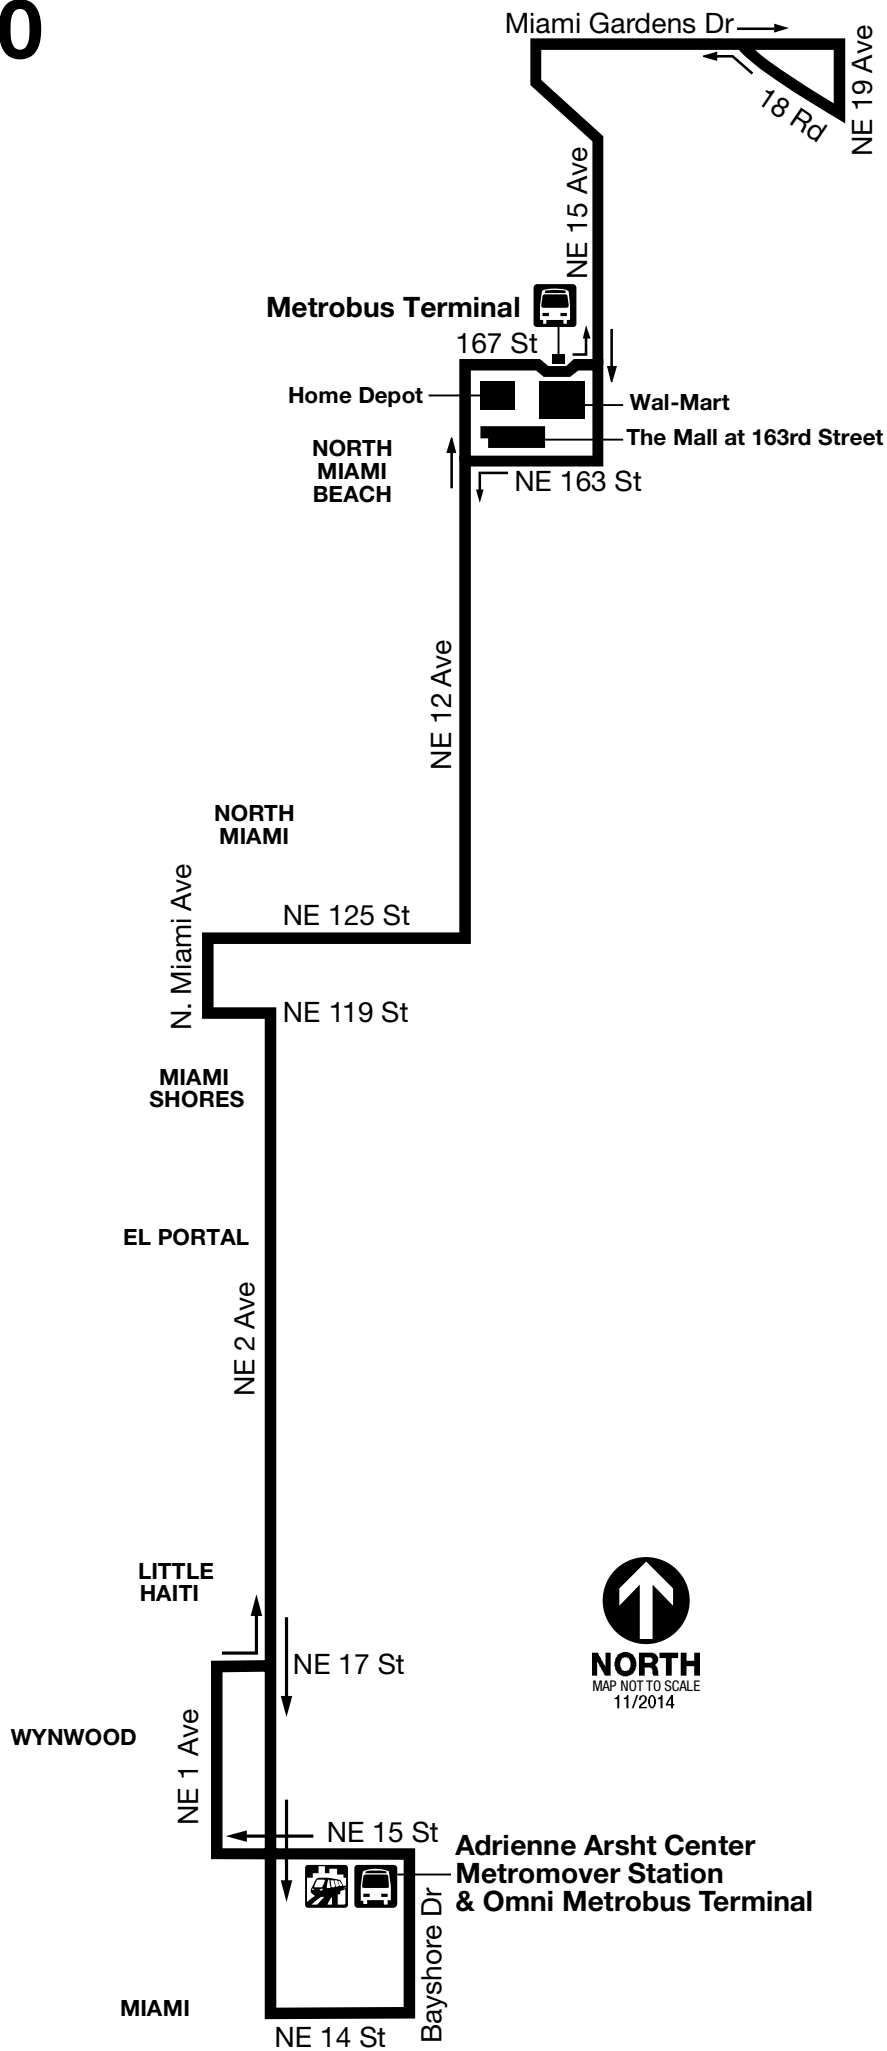 0
Miami Gardens Dr
NE 19 Ave
18 Rd
NE 15 Ave
Metrobus Terminal
167 St
Home Depot
Wal-Mart
The Mall at 163rd Street
NORTH
MIAMI
BEACH
NE 163 St
NE 12 Ave
NORTH
MIAMI
N. Miami Ave
NE 125 St
NE 119 St
MIAMI
SHORES
EL PORTAL
NE 2 Ave
LITTLE
HAITI
NE 17 St
NORTH
MAP NOT TO SCALE
11/2014
WYNWOOD
NE 1 Ave
NE 15 St
Adrienne Arsht Center
Metromover Station
& Omni Metrobus Terminal
Bayshore Dr
MIAMI
NE 14 St